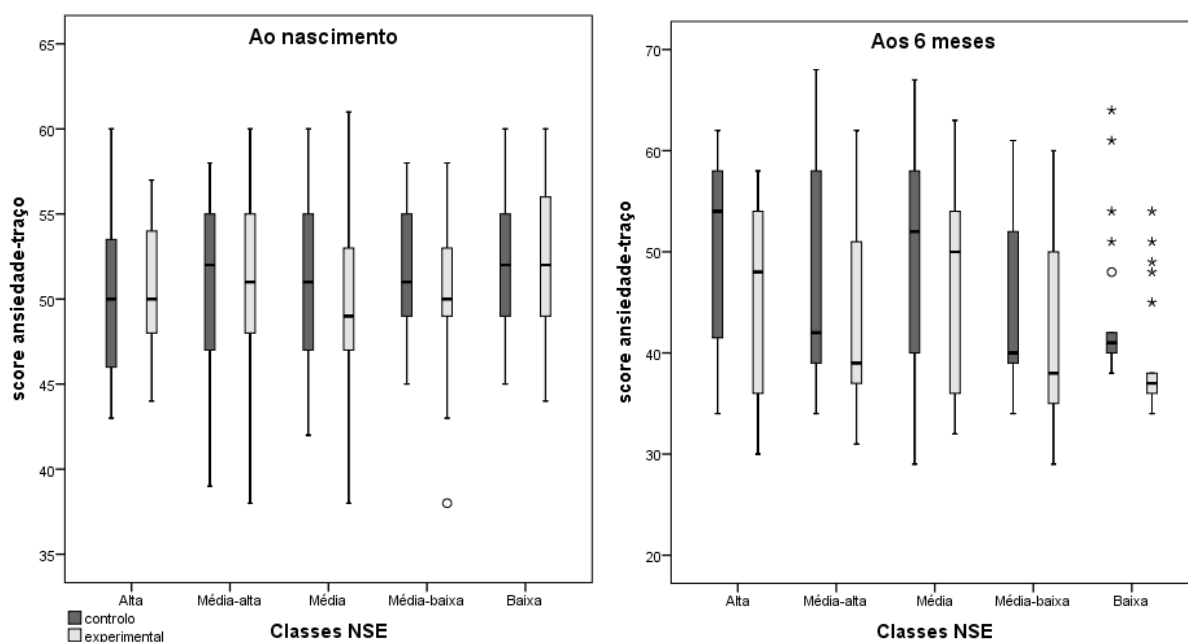 Ao nascimento
score ansiedade-traço
65
60
55
50
45
40
35
Alta
Média-alta
Média
Média-baixa
Baixa
Classes NSE
controlo
experimental
Aos 6 meses
score ansiedade-traço
70
60
50
40
30
20
Alta
Média-alta
Média
Média-baixa
Baixa
Classes NSE